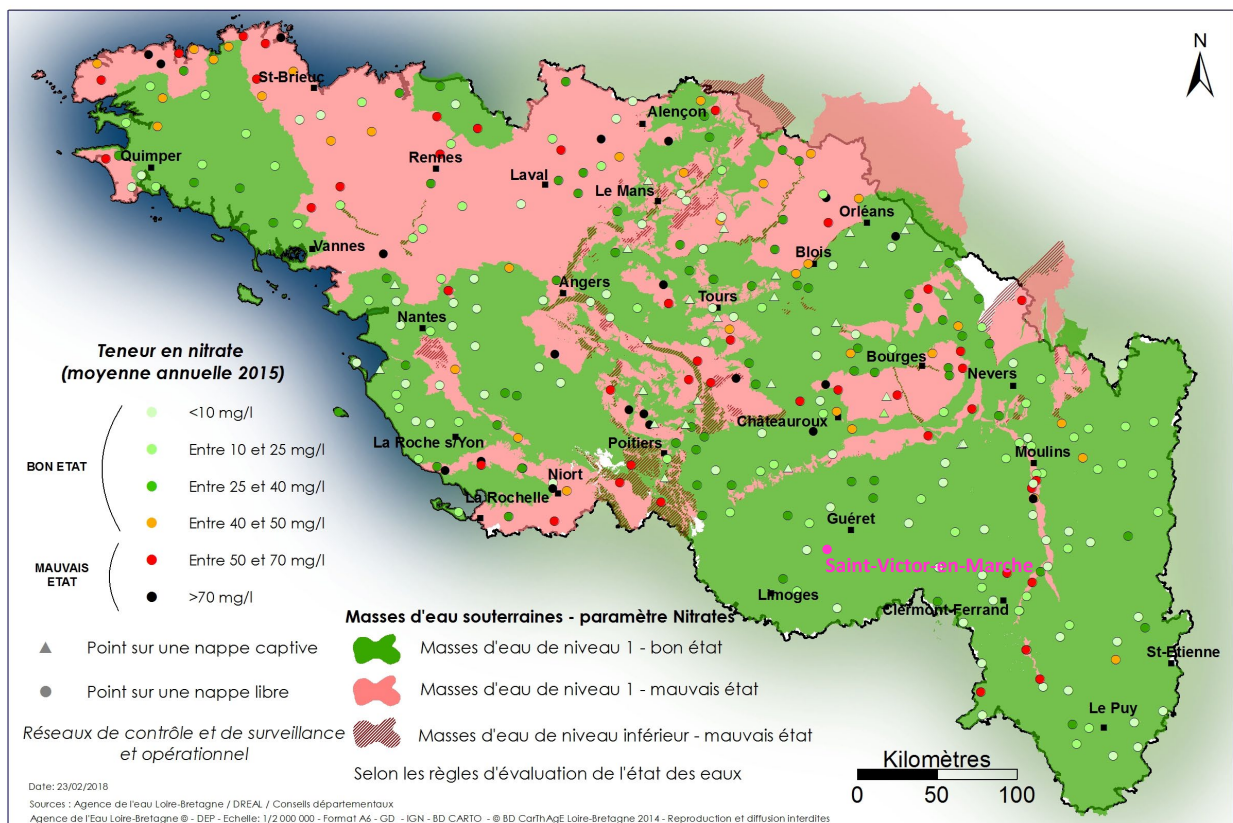 N
St-Brieuc
Alençon
Quimper
Rennes
Laval
Le Mans
Orléans
Vannes
Blois
Angers
Tours
Nantes
Bourges
Nevers
Châteauroux
La Roche s/Yon
Poitiers
Moulins
Niort
La Rochelle
Guéret
Saint-Victor-en-Marche
Limoges
Clermont-Ferrand
St-Etienne
Le Puy
Teneur en nitrate
(moyenne annuelle 2015)
BON ETAT
<10 mg/l
Entre 10 et 25 mg/l
Entre 25 et 40 mg/l
Entre 40 et 50 mg/l
MAUVAIS
ETAT
Entre 50 et 70 mg/l
>70 mg/l
Point sur une nappe captive
Point sur une nappe libre
Réseaux de contrôle et de surveillance
et opérationnel
Masses d'eau souterraines - paramètre Nitrates
Masses d'eau de niveau 1 - bon état
Masses d'eau de niveau 1 - mauvais état
Masses d'eau de niveau inférieur - mauvais état
Selon les règles d'évaluation de l'état des eaux
Kilomètres
0 50 100
Date: 23/02/2018
Sources : Agence de l'eau Loire-Bretagne / DREAL / Conseils départementaux
Agence de l'Eau Loire-Bretagne © - DEP - Echelle: 1/2 000 000 - Format A6 - GD - IGN - BD CARTO - © BD CarThAgE Loire-Bretagne 2014 - Reproduction et diffusion interdites